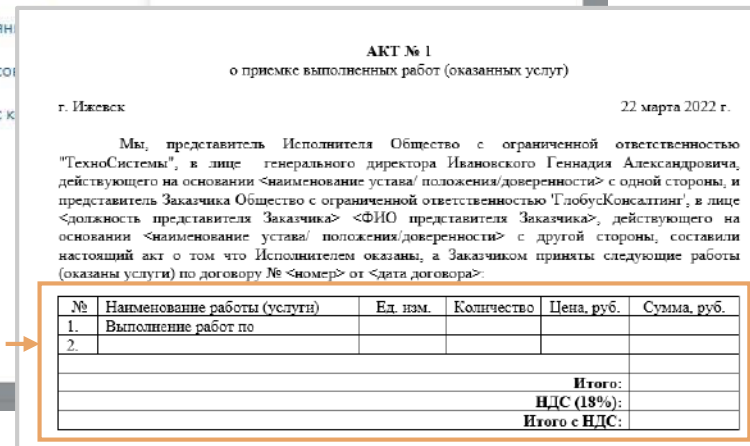 АКТ № 1
о приемке выполненных работ (оказанных услуг)
г. Ижевск 22 марта 2022 г.
Мы, представитель Исполнителя Общество с ограниченной ответственностью
"ТехноСистемы", в лице генерального директора Ивановского Геннадия Александровича,
действующего на основании <наименование устава/ положения/доверенности> с одной стороны, и
представитель Заказчика Общество с ограниченной ответственностью 'ГлобусКонсалтинг', в лице
<должность представителя Заказчика> <ФИО представителя Заказчика>, действующего на
основании <наименование устава/ положения/доверенности> с другой стороны, составили
настоящий акт о том что Исполнителем оказаны, а Заказчиком приняты следующие работы
(оказаны услуги) по договору № <номер> от <дата договора>:
№ Наименование работы (услуги) Ед. изм. Количество Цена, руб. Сумма, руб.
1. Выполнение работ по
2.
Итого:
НДС (18%):
Итого с НДС: